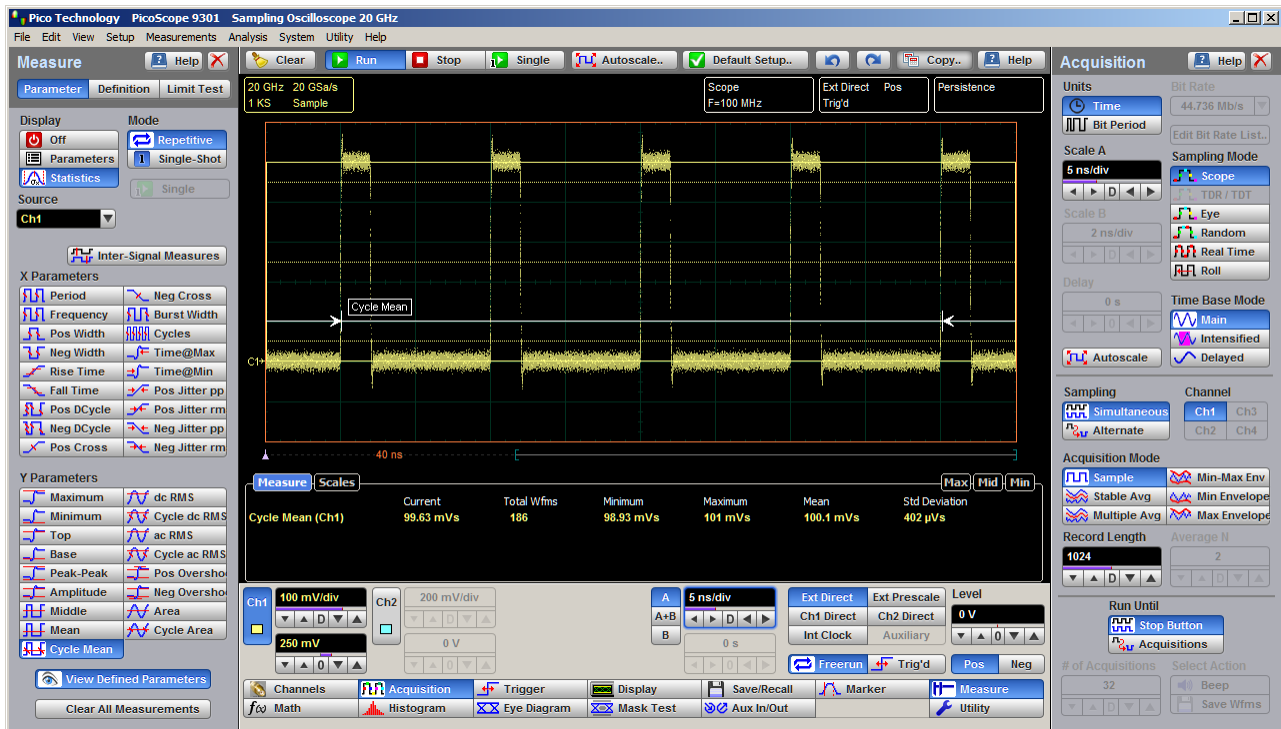 Pico Technology PicoScope 9301 Sampling Oscilloscope 20 GHz
File Edit View Setup Measurements Analysis System Utility Help
Measure
Help
Parameter Definition Limit Test
Display
Mode
Off
Repetitive
Parameters
Single-Shot
Statistics
Single
Source
Ch1
Inter-Signal Measures
X Parameters
Period Neg Cross
Frequency Burst Width
Pos Width Cycles
Neg Width Time@Max
Rise Time Time@Min
Fall Time Pos Jitter pp
Pos DCycle Pos Jitter rm
Neg DCycle Neg Jitter pp
Pos Cross Neg Jitter rm
Y Parameters
Maximum dc RMS
Minimum Cycle dc RMS
Top ac RMS
Base Cycle ac RMS
Peak-Peak Pos Oversho
Amplitude Neg Oversho
Middle Area
Mean Cycle Area
Cycle Mean
View Defined Parameters
Clear All Measurements
Clear Run Stop Single Autoscale.. Default Setup.. Copy.. Help
20 GHz 20 GSa/s
1 KS Sample
Scope
F=100 MHz
Ext Direct Pos
Trig'd
Persistence
Cycle Mean
C1
40 ns
Measure Scales
Max Mid Min
Current Total Wfms Minimum Maximum Mean Std Deviation
Cycle Mean (Ch1) 99.63 mVs 186 98.93 mVs 101 mVs 100.1 mVs 402 µVs
Ch1
100 mV/div
D
250 mV
0
Ch2
200 mV/div
D
0 V
0
A
A+B
B
5 ns/div
D
0 s
0
Ext Direct Ext Prescale
Ch1 Direct Ch2 Direct
Int Clock Auxiliary
Freerun Trig'd
Level
0 V
0
Pos Neg
Channels Acquisition Trigger Display Save/Recall Marker Measure
f(x) Math Histogram Eye Diagram Mask Test Aux In/Out Utility
Acquisition
Help
Units
Time
Bit Period
Bit Rate
44.736 Mb/s
Edit Bit Rate List..
Scale A
5 ns/div
D
Scale B
2 ns/div
D
Delay
0 s
0
Autoscale
Sampling Mode
Scope
TDR / TDT
Eye
Random
Real Time
Roll
Time Base Mode
Main
Intensified
Delayed
Sampling
Simultaneous
Alternate
Channel
Ch1 Ch3
Ch2 Ch4
Acquisition Mode
Sample Min-Max Env
Stable Avg Min Envelope
Multiple Avg Max Envelope
Record Length
1024
D
Average N
2
D
Run Until
Stop Button
Acquisitions
# of Acquisitions
32
D
Select Action
Beep
Save Wfms